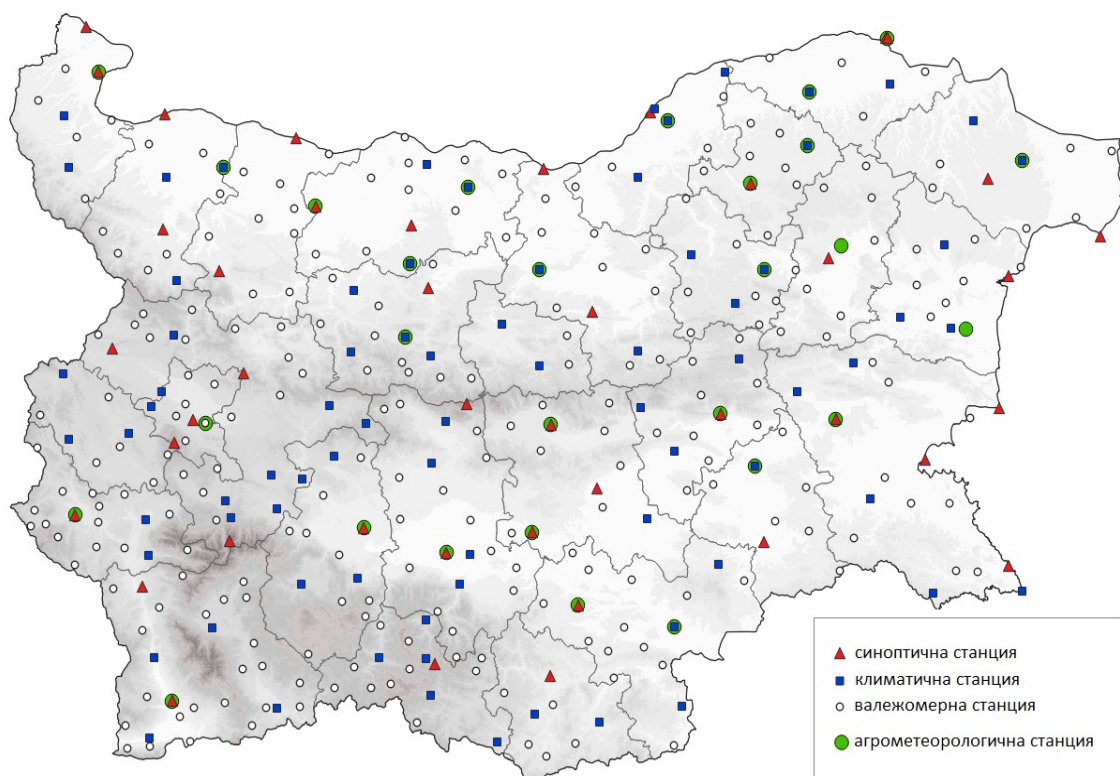 синоптична станция
климатична станция
валежомерна станция
агрометеорологична станция